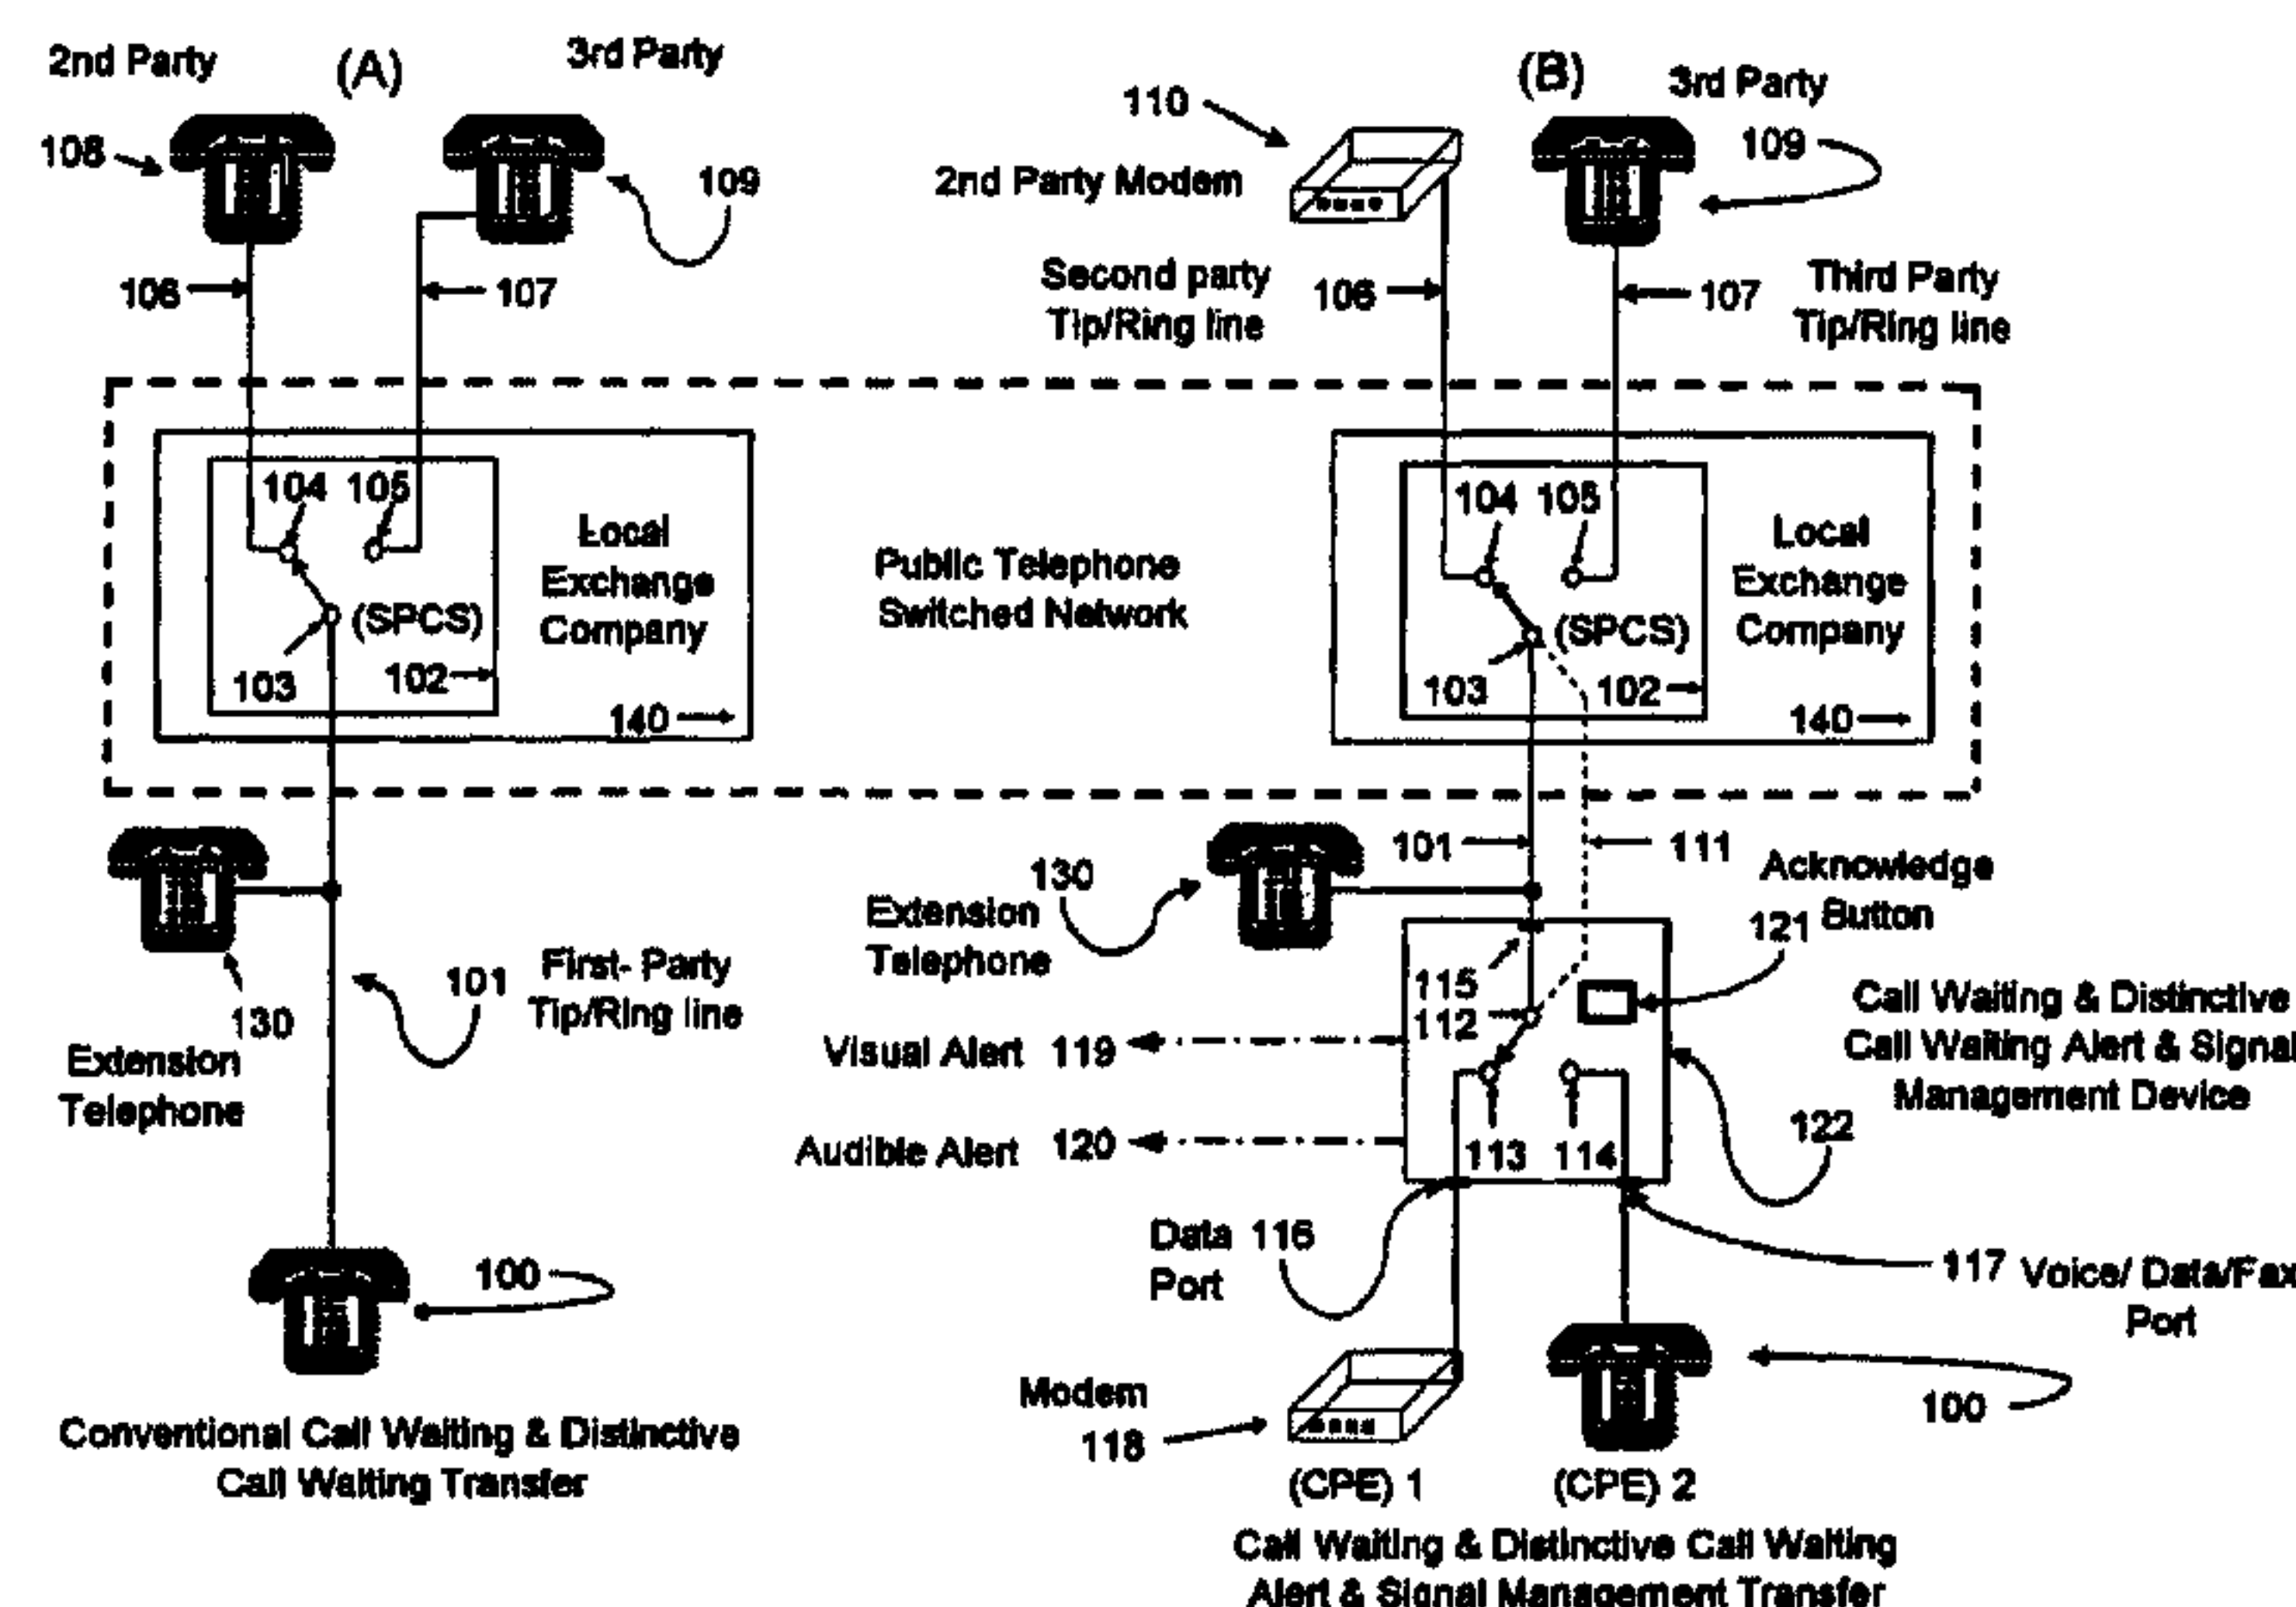 2nd Party
(A)
3rd Party
108
109
106
107
104 105
Local
Exchange
Company
(SPCS)
103
102
140
Public Telephone
Switched Network
130
Extension
Telephone
101
First- Party
Tip/Ring line
100
Conventional Call Waiting & Distinctive
Call Waiting Transfer
(B)
3rd Party
110
109
2nd Party Modem
Second party
Tip/Ring line
106
107
Third Party
Tip/Ring line
104 105
Local
Exchange
Company
(SPCS)
103
102
140
101
111
130
Extension
Telephone
Acknowledge
Button
121
115
112
Call Waiting & Distinctive
Call Waiting Alert & Signal
Management Device
Visual Alert 119
122
Audible Alert 120
113 114
Data 116
Port
117 Voice/ Data/Fax
Port
Modem
118
100
(CPE) 1
(CPE) 2
Call Waiting & Distinctive Call Waiting
Alert & Signal Management Transfer